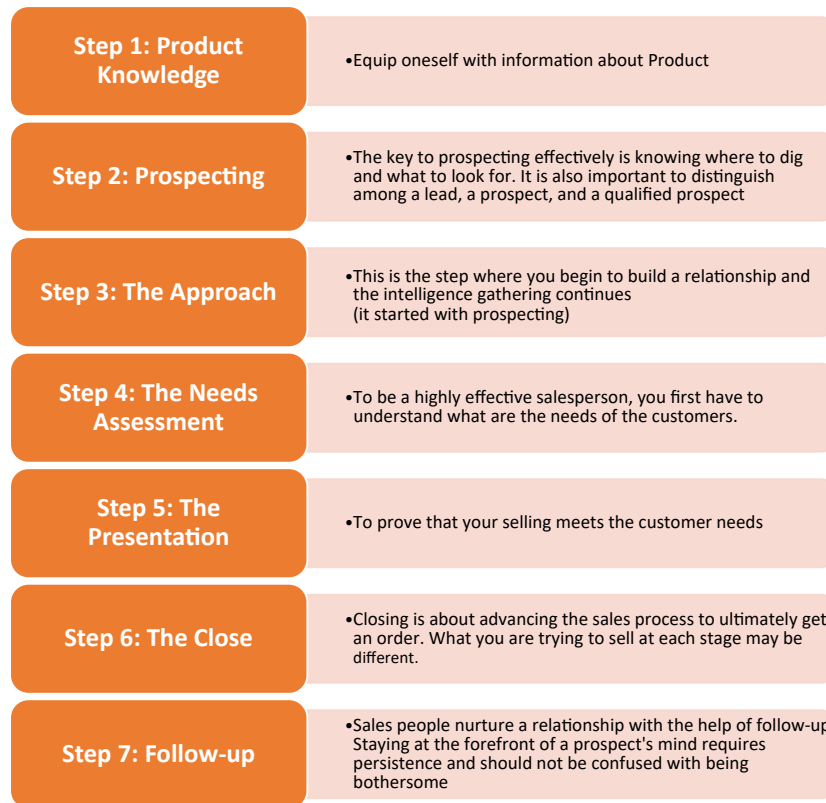 Step 1: Product
Knowledge
•Equip oneself with information about Product
Step 2: Prospecting
•The key to prospecting effectively is knowing where to dig
and what to look for. It is also important to distinguish
among a lead, a prospect, and a qualified prospect
Step 3: The Approach
•This is the step where you begin to build a relationship and
the intelligence gathering continues
(it started with prospecting)
Step 4: The Needs
Assessment
•To be a highly effective salesperson, you first have to
understand what are the needs of the customers.
Step 5: The
Presentation
•To prove that your selling meets the customer needs
Step 6: The Close
•Closing is about advancing the sales process to ultimately get
an order. What you are trying to sell at each stage may be
different.
Step 7: Follow-up
•Sales people nurture a relationship with the help of follow-up
Staying at the forefront of a prospect's mind requires
persistence and should not be confused with being
bothersome